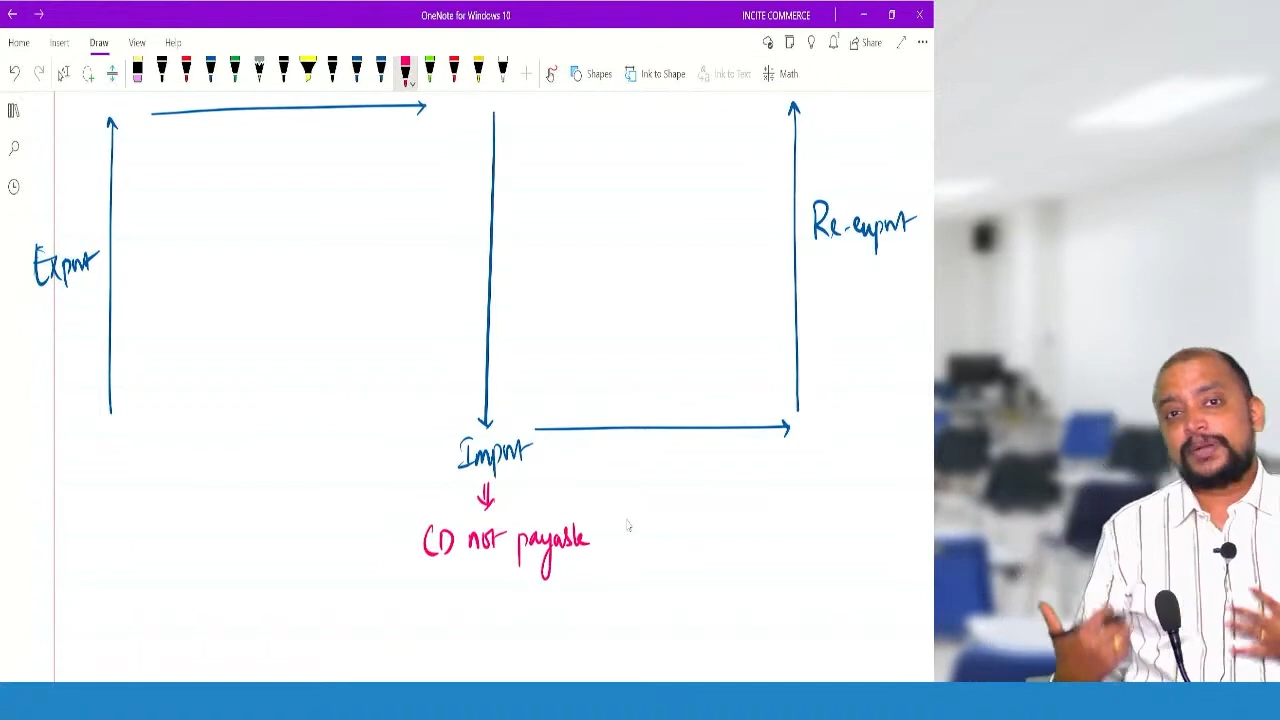 OneNote for Windows 10
INCITE COMMERCE
Home Insert Draw View Help
Share
Shapes
Ink to Shape
Ink to Text
Math
Export
Re-export
Import
CD not payable